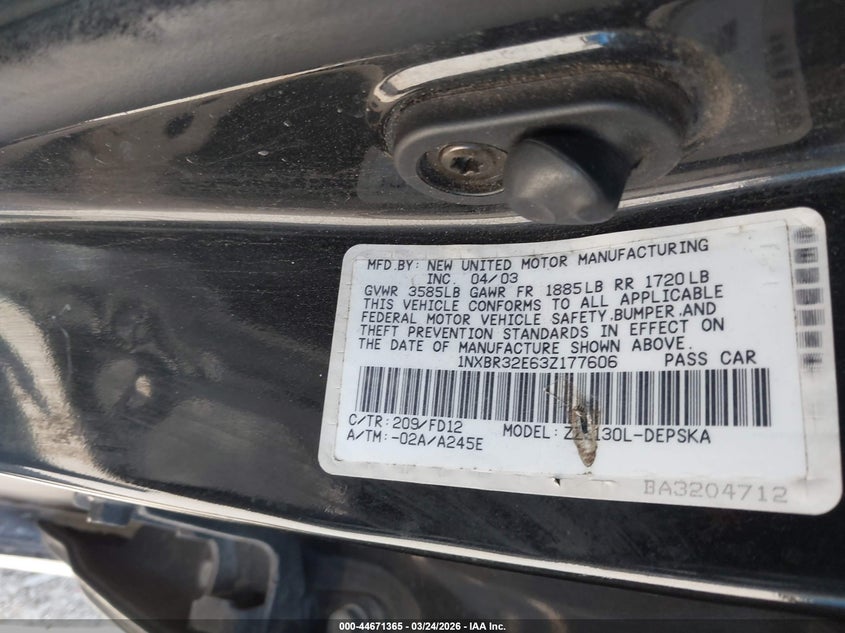 MFD.BY: NEW UNITED MOTOR MANUFACTURING
INC. 04/03
GVWR 3585LB GAWR FR 1885LB RR 1720LB
THIS VEHICLE CONFORMS TO ALL APPLICABLE
FEDERAL MOTOR VEHICLE SAFETY,BUMPER,AND
THEFT PREVENTION STANDARDS IN EFFECT ON
THE DATE OF MANUFACTURE SHOWN ABOVE.
1NXBR32E63Z177606 PASS CAR
C/TR: 209/FD12
A/TM: -02A/A245E MODEL: 130L-DEPSKA
BA3204712
000-44671365 - 03/24/2026 - IAA Inc.